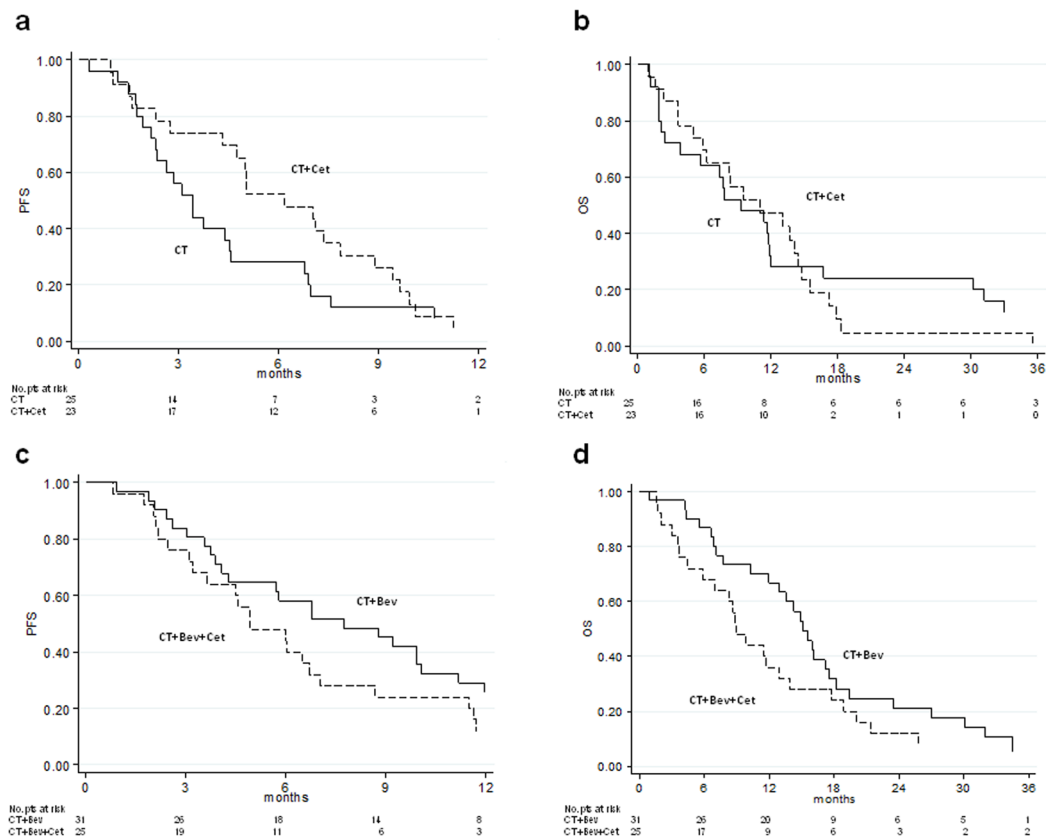 a
1.00
0.80
0.60
0.40
0.20
0.00
PFS
CT+Cet
CT
0 3 6 9 12
months
No. pts at risk
CT 25 14 7 3 2
CT+Cet 23 17 12 6 1
b
1.00
0.80
0.60
0.40
0.20
0.00
OS
CT+Cet
CT
0 6 12 18 24 30 36
months
No. pts at risk
CT 25 16 8 6 6 6 3
CT+Cet 23 16 10 2 1 1 0
c
1.00
0.80
0.60
0.40
0.20
0.00
PFS
CT+Bev
CT+Bev+Cet
0 3 6 9 12
months
No. pts at risk
CT+Bev 31 26 18 14 8
CT+Bev+Cet 25 19 11 6 3
d
1.00
0.80
0.60
0.40
0.20
0.00
OS
CT+Bev
CT+Bev+Cet
0 6 12 18 24 30 36
months
No. pts at risk
CT+Bev 31 26 20 9 6 5 1
CT+Bev+Cet 25 17 9 6 3 2 2